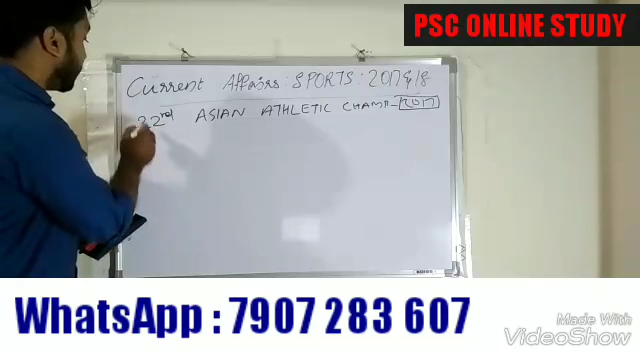 PSC ONLINE STUDY
Current Affairs : SPORTS : 2017 & 18
22nd ASIAN ATHLETIC CHAMP - 2017
WhatsApp : 7907 283 607
Made With
VideoShow